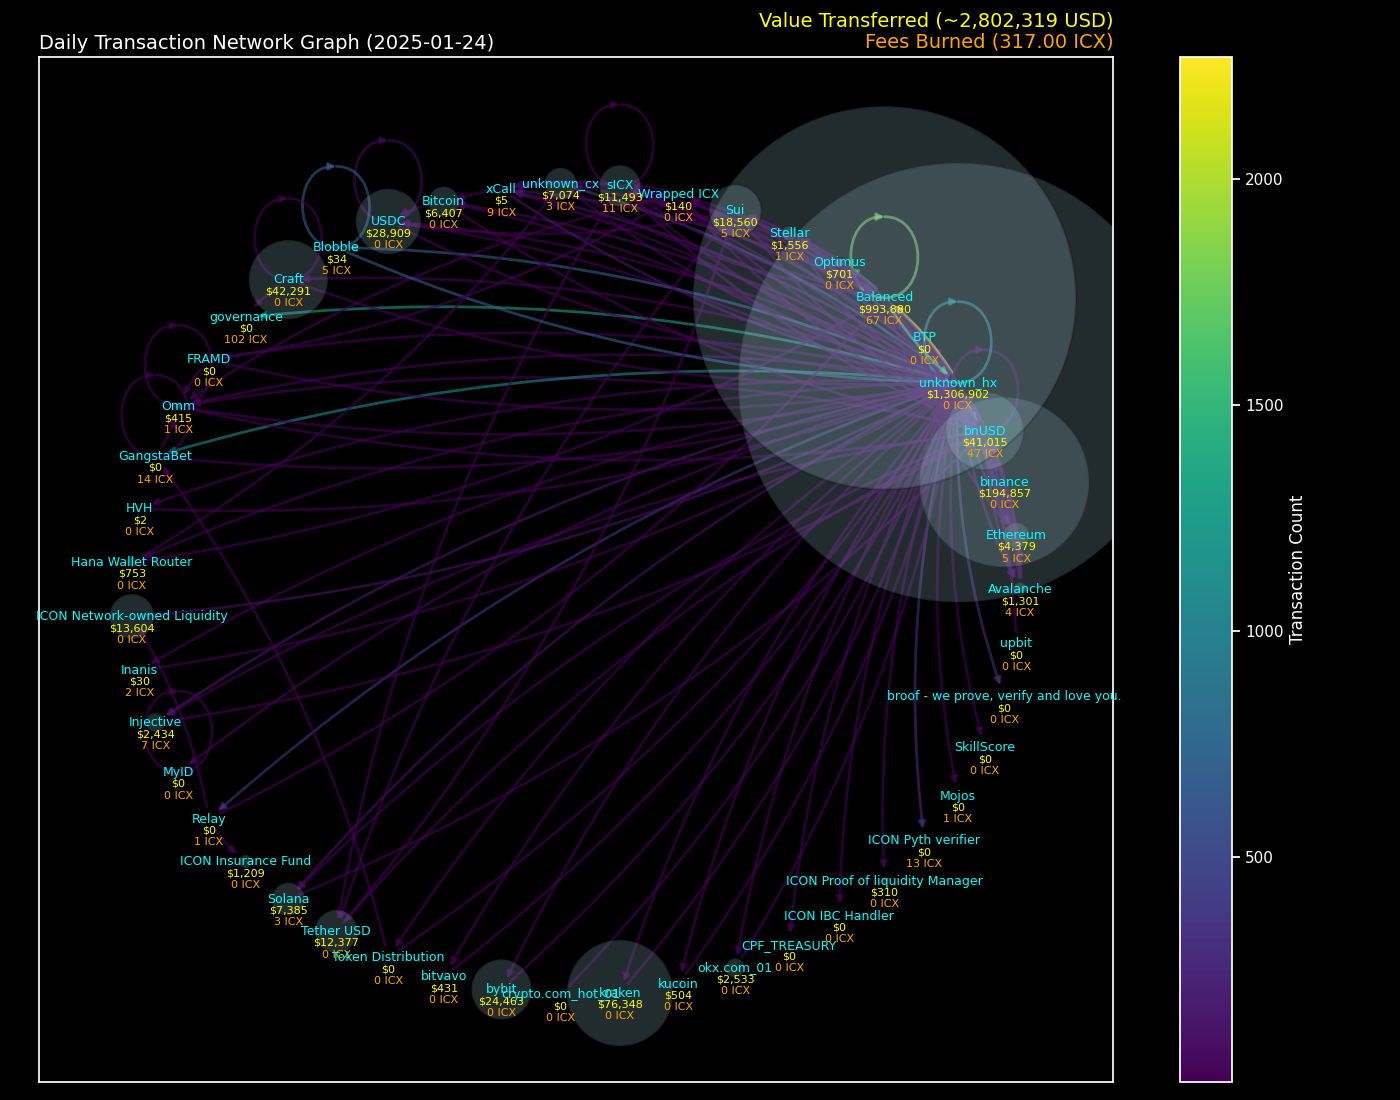 Value Transferred (~2,802,319 USD)
Daily Transaction Network Graph (2025-01-24)
Fees Burned (317.00 ICX)
sICX
$11,493
11 ICX
unknown_cx
$7,074
3 ICX
xCall
$5
9 ICX
Wrapped ICX
$140
0 ICX
Bitcoin
$6,407
0 ICX
Sui
$18,560
5 ICX
USDC
$28,909
0 ICX
Stellar
$1,556
1 ICX
Blobble
$34
5 ICX
Optimus
$701
0 ICX
Craft
$42,291
0 ICX
Balanced
$993,880
67 ICX
governance
$0
102 ICX
BTP
$0
0 ICX
FRAMD
$0
0 ICX
unknown_hx
$1,306,902
0 ICX
Omm
$415
1 ICX
bnUSD
$41,015
47 ICX
GangstaBet
$0
14 ICX
binance
$194,857
0 ICX
HVH
$2
0 ICX
Ethereum
$4,379
5 ICX
Hana Wallet Router
$753
0 ICX
Avalanche
$1,301
4 ICX
ICON Network-owned Liquidity
$13,604
0 ICX
upbit
$0
0 ICX
Inanis
$30
2 ICX
broof - we prove, verify and love you.
$0
0 ICX
Injective
$2,434
7 ICX
SkillScore
$0
0 ICX
MyID
$0
0 ICX
Mojos
$0
1 ICX
Relay
$0
1 ICX
ICON Pyth verifier
$0
13 ICX
ICON Insurance Fund
$1,209
0 ICX
ICON Proof of liquidity Manager
$310
0 ICX
Solana
$7,385
3 ICX
ICON IBC Handler
$0
0 ICX
Tether USD
$12,377
0 ICX
CPF_TREASURY
$0
0 ICX
Token Distribution
$0
0 ICX
okx.com_01
$2,533
0 ICX
bitvavo
$431
0 ICX
kucoin
$504
0 ICX
bybit
$24,463
0 ICX
crypto.com_hot_01
$0
0 ICX
kraken
$76,348
0 ICX
2000
1500
1000
500
Transaction Count